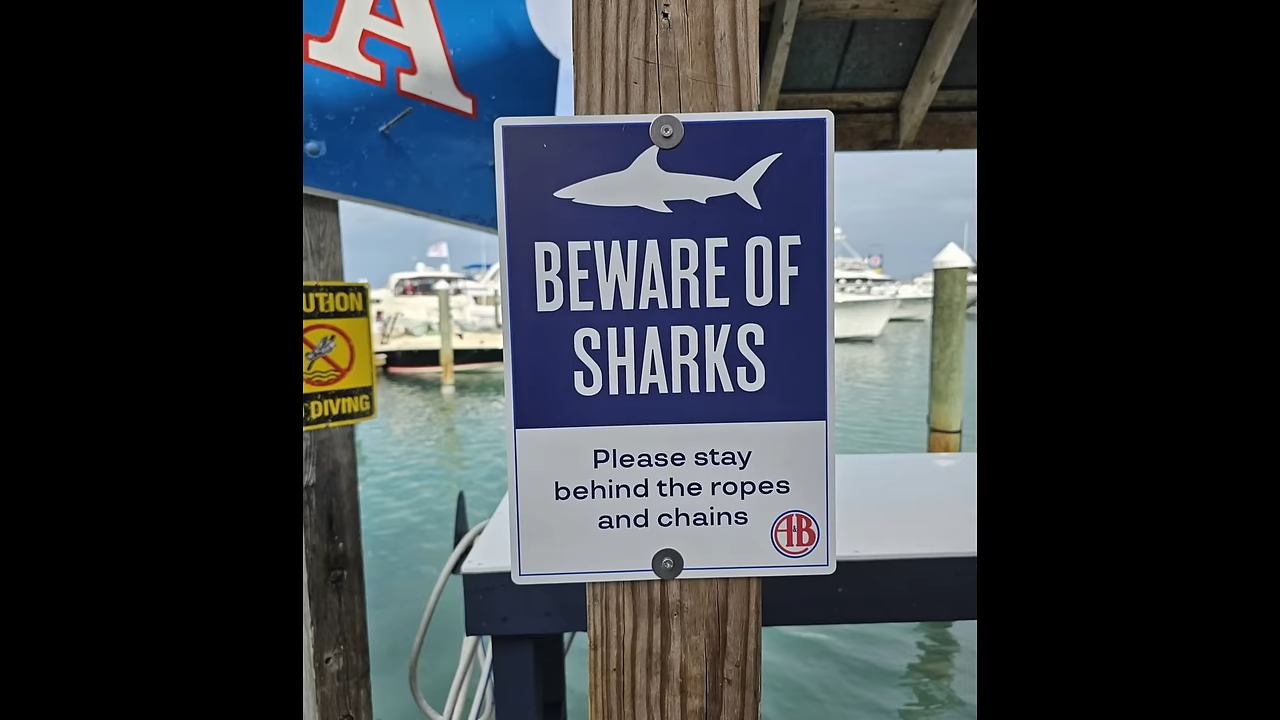 A
UTION
DIVING
BEWARE OF
SHARKS
Please stay
behind the ropes
and chains
A&B